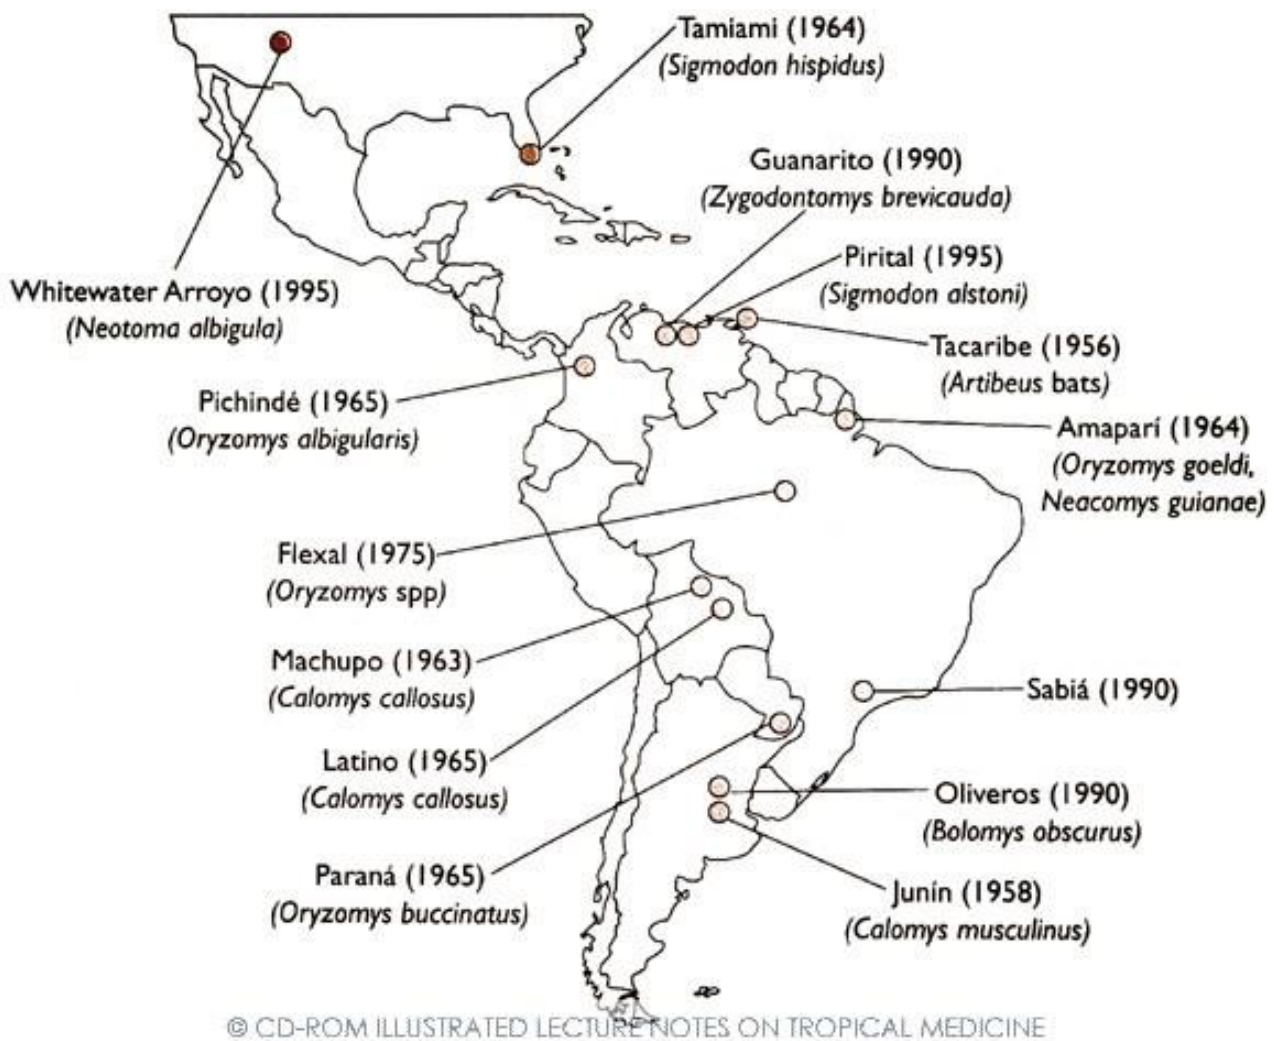 Tamiami (1964)
(Sigmodon hispidus)
Guanarito (1990)
(Zygodontomys brevicauda)
Pirital (1995)
(Sigmodon alstoni)
Whitewater Arroyo (1995)
(Neotoma albigula)
Tacaribe (1956)
(Artibeus bats)
Pichindé (1965)
(Oryzomys albigularis)
Amaparí (1964)
(Oryzomys goeldi,
Neacomys guianae)
Flexal (1975)
(Oryzomys spp)
Machupo (1963)
(Calomys callosus)
Sabiá (1990)
Latino (1965)
(Calomys callosus)
Oliveros (1990)
(Bolomys obscurus)
Paraná (1965)
(Oryzomys buccinatus)
Junín (1958)
(Calomys musculinus)
© CD-ROM ILLUSTRATED LECTURE NOTES ON TROPICAL MEDICINE